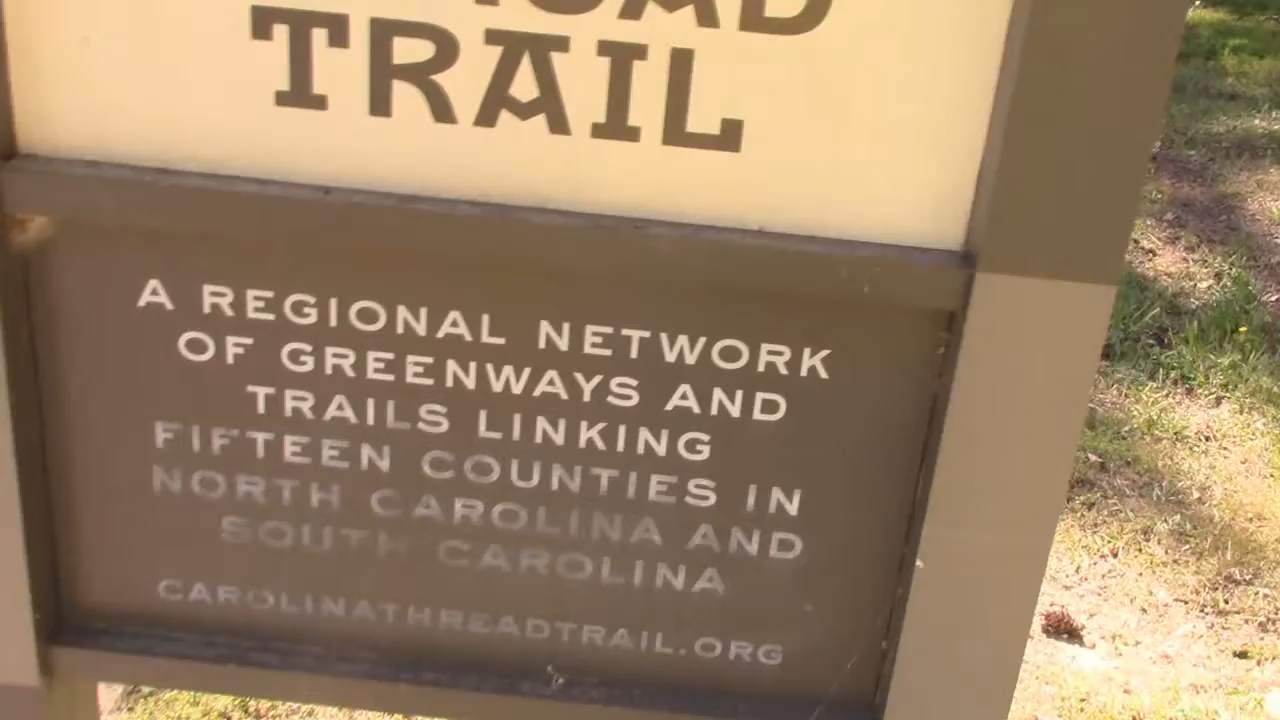 TRAIL
A REGIONAL NETWORK
OF GREENWAYS AND
TRAILS LINKING
FIFTEEN COUNTIES IN
NORTH CAROLINA AND
SOUTH CAROLINA
CAROLINATHREADTRAIL.ORG